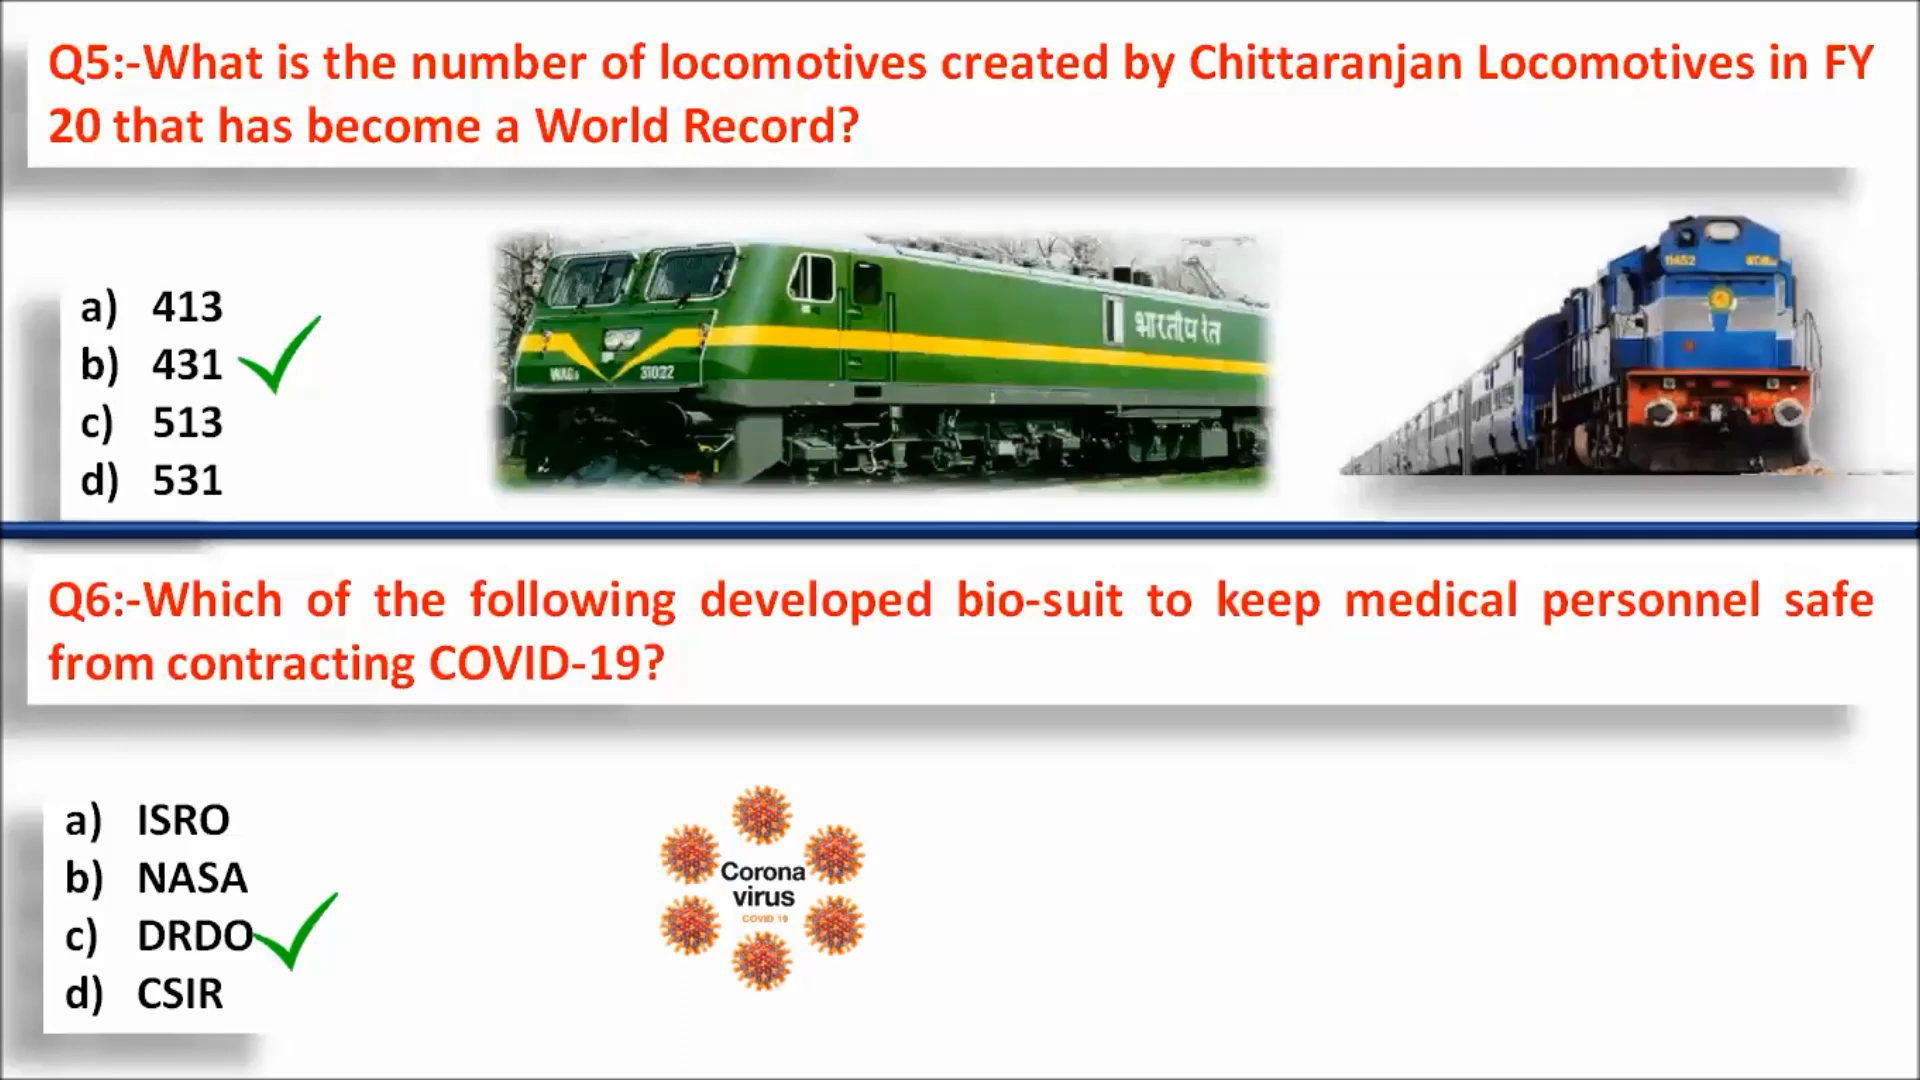 Q5:-What is the number of locomotives created by Chittaranjan Locomotives in FY
20 that has become a World Record?
a) 413
b) 431
c) 513
d) 531
भारतीय रेल
WAG9 31022
11452
Q6:-Which of the following developed bio-suit to keep medical personnel safe
from contracting COVID-19?
a) ISRO
b) NASA
c) DRDO
d) CSIR
Corona
virus
COVID 19